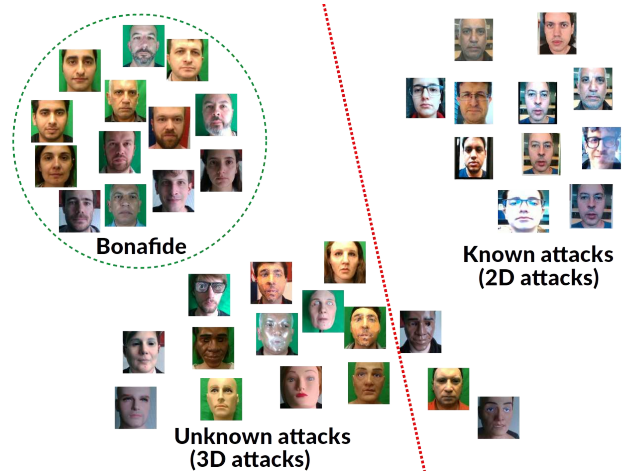 Bonafide
Known attacks
(2D attacks)
Unknown attacks
(3D attacks)